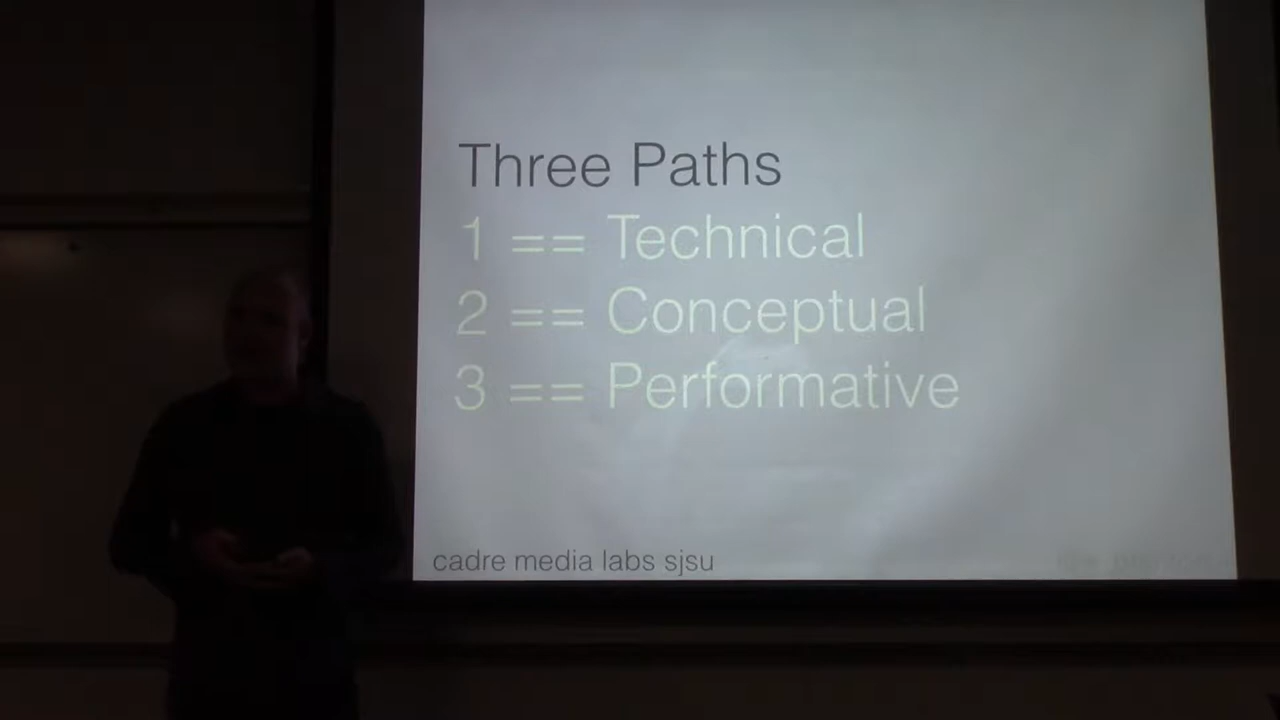 Three Paths
1 == Technical
2 == Conceptual
3 == Performative
cadre media labs sjsu